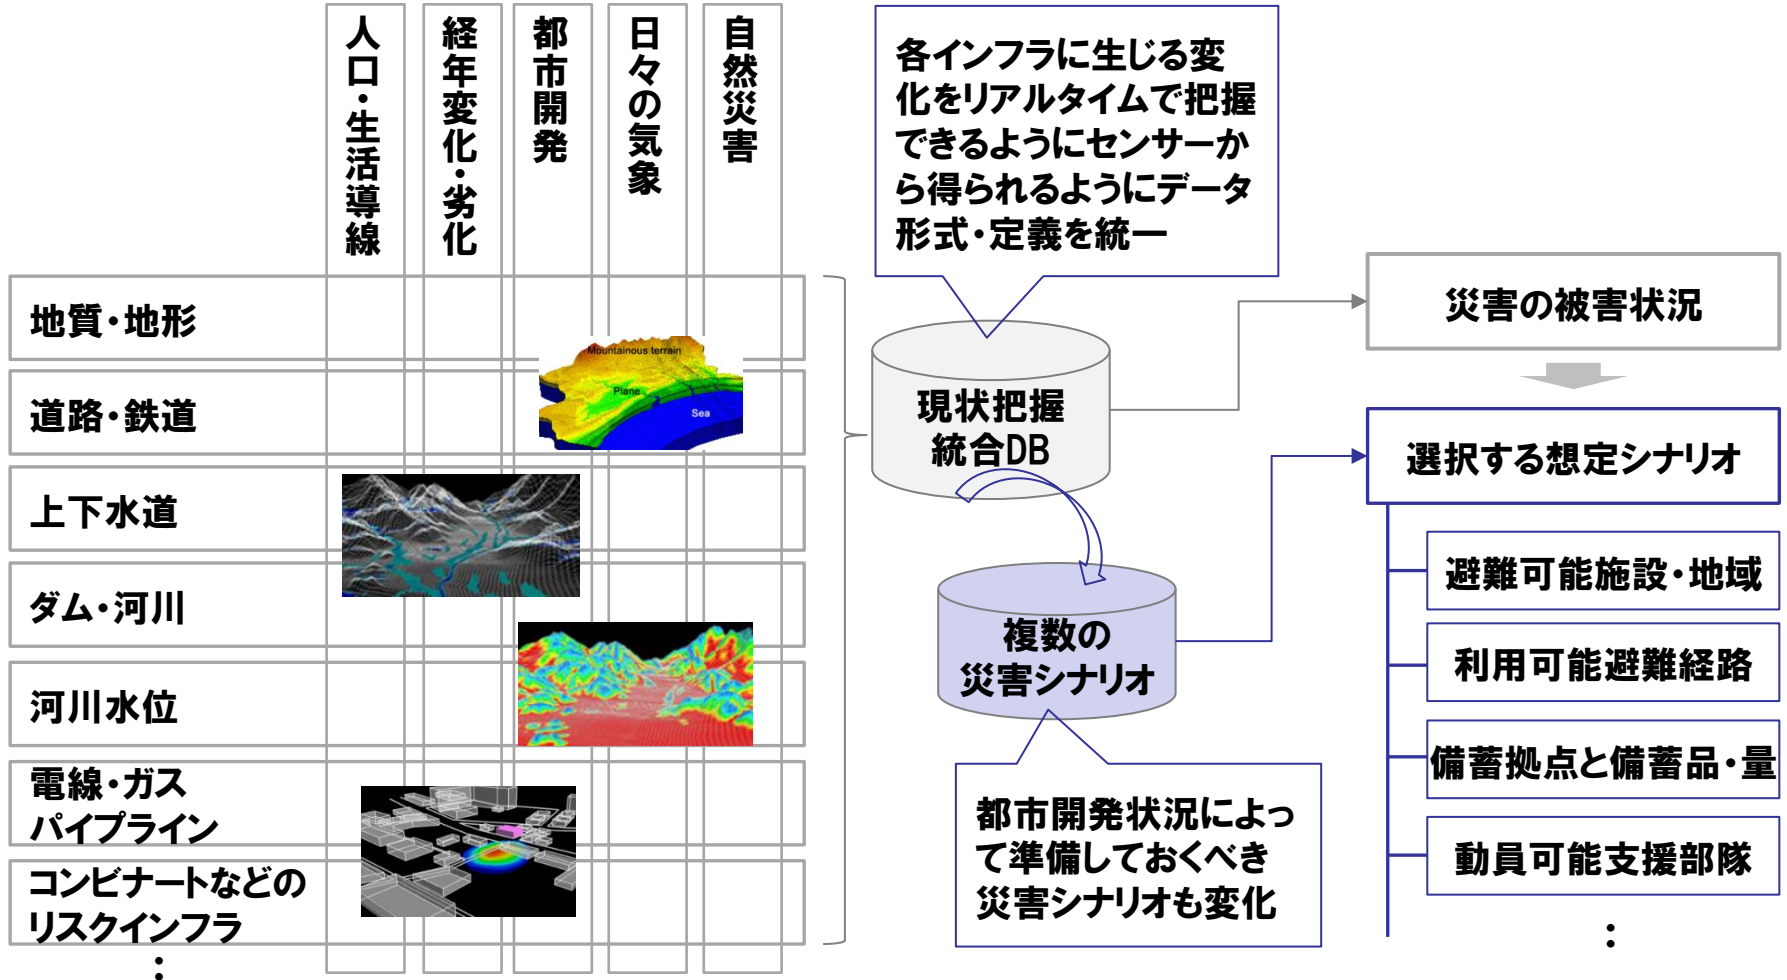 人口・生活導線
経年変化・劣化
都市開発
日々の気象
自然災害
地質・地形
道路・鉄道
上下水道
ダム・河川
河川水位
電線・ガス
パイプライン
コンビナートなどの
リスクインフラ
：
Mountainous terrain
Plane
Sea
各インフラに生じる変
化をリアルタイムで把握
できるようにセンサーか
ら得られるようにデータ
形式・定義を統一
現状把握
統合DB
複数の
災害シナリオ
都市開発状況によっ
て準備しておくべき
災害シナリオも変化
災害の被害状況
選択する想定シナリオ
避難可能施設・地域
利用可能避難経路
備蓄拠点と備蓄品・量
動員可能支援部隊
：